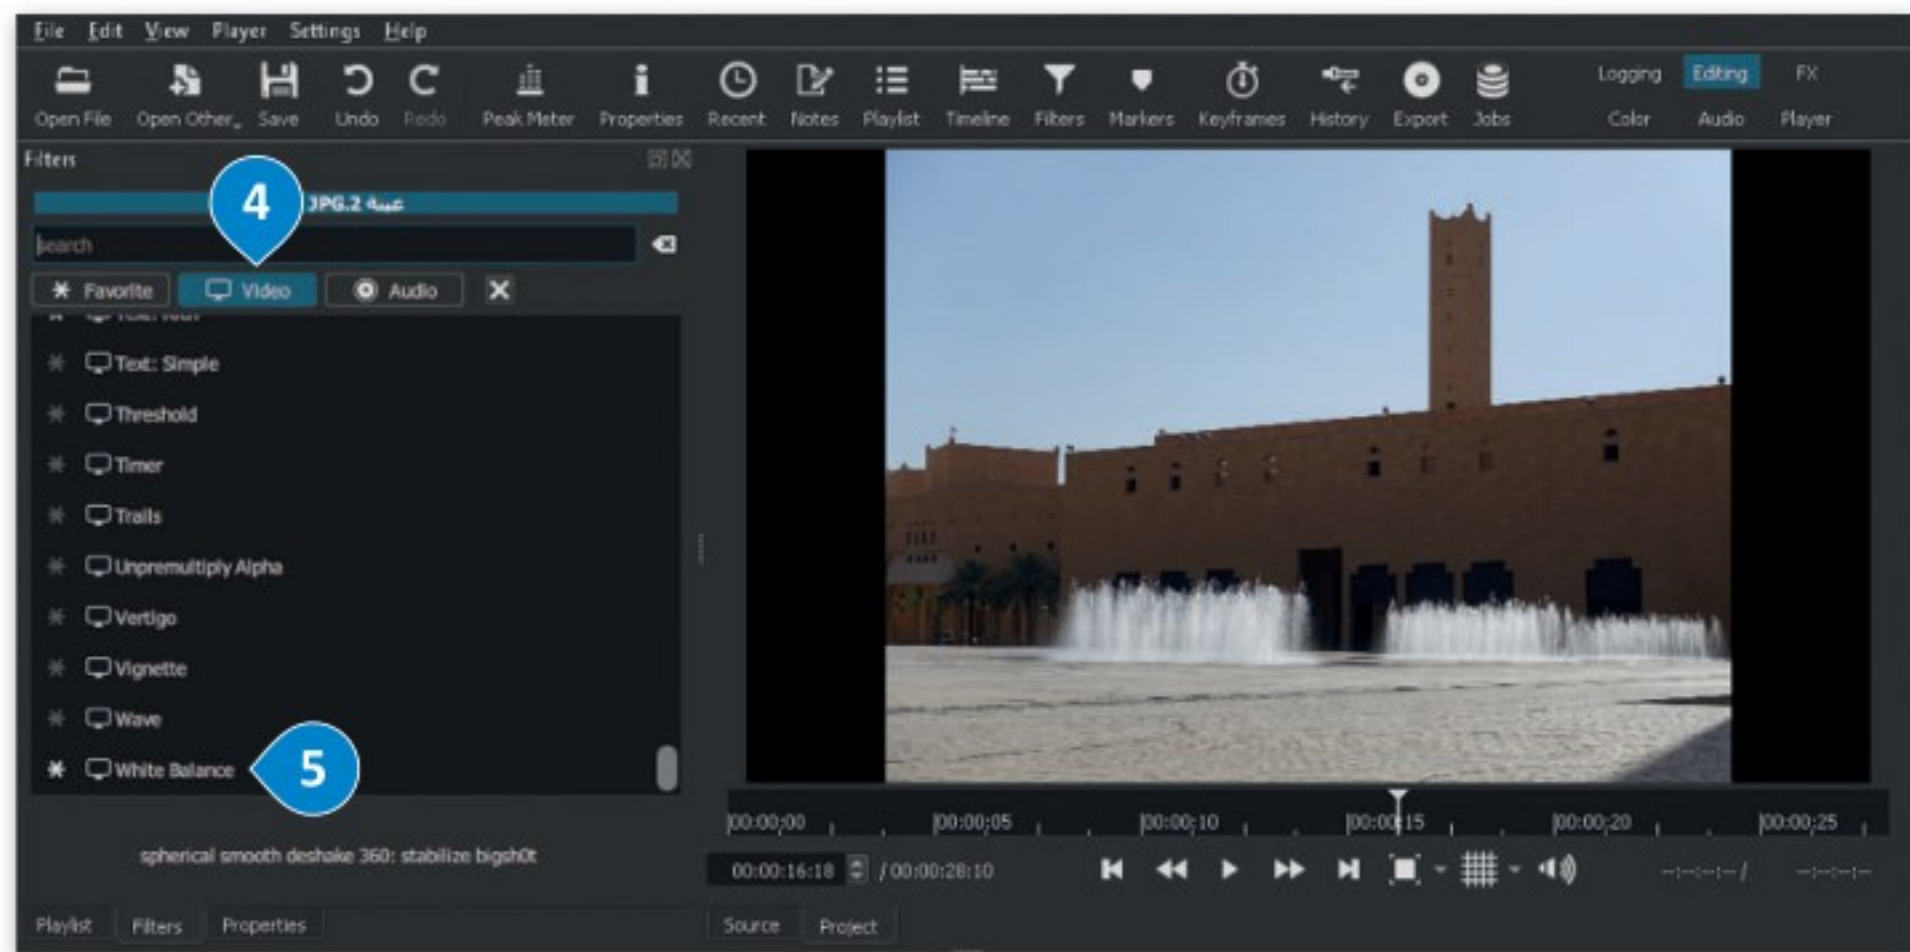 File Edit View Player Settings Help
Open File Open Other_ Save Undo Redo Peak Meter Properties Recent Notes Playlist Timeline Filters Markers Keyframes History Export Jobs
Logging Editing FX
Color Audio Player
Filters
4
عينة JPG.2
search
Favorite Video Audio
Text: Simple
Threshold
Timer
Trails
Unpremultiply Alpha
Vertigo
Vignette
Wave
White Balance
5
spherical smooth deshake 360: stabilize bigsh0t
00:00;00 00:00;05 00:00;10 00:00;15 00:00;20 00:00;25
00:00:16:18 / 00:00:28:10 --:--:--:-- / --:--:--:--
Playlist Filters Properties
Source Project